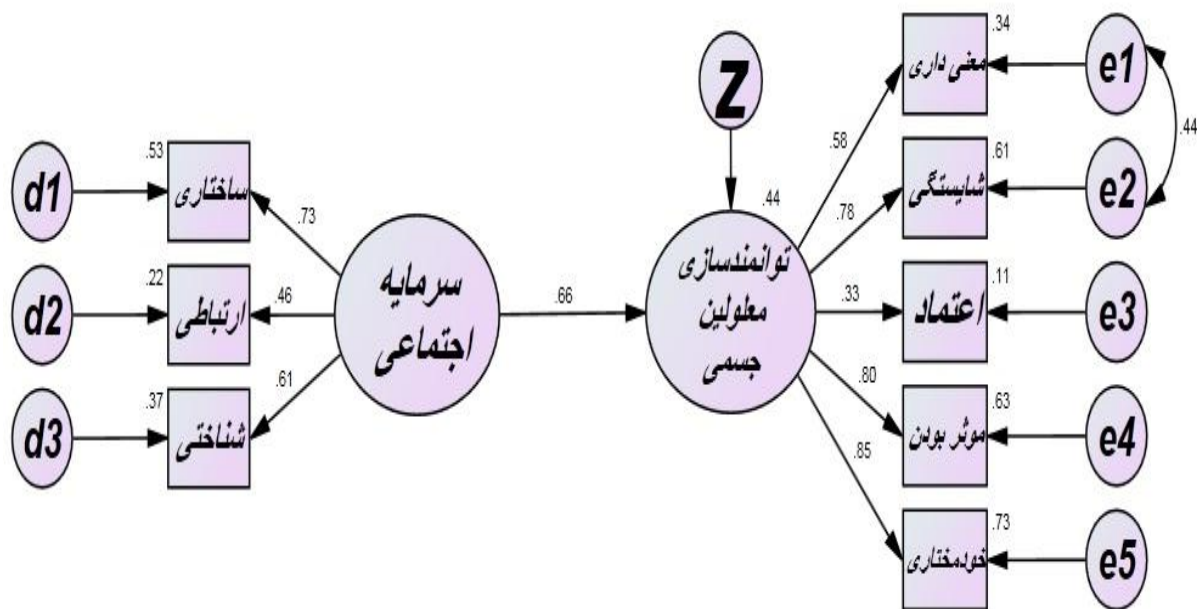 Z
معنی داری
.34
e1
.44
.58
شایستگی
.61
e2
.78
d1
.53
ساختاری
.73
.44
توانمندسازی
معلولین
جسمی
سرمایه
اجتماعی
.66
d2
.22
ارتباطی
.46
.33
اعتماد
.11
e3
d3
.37
شناختی
.61
.80
موثر بودن
.63
e4
.85
خودمختاری
.73
e5